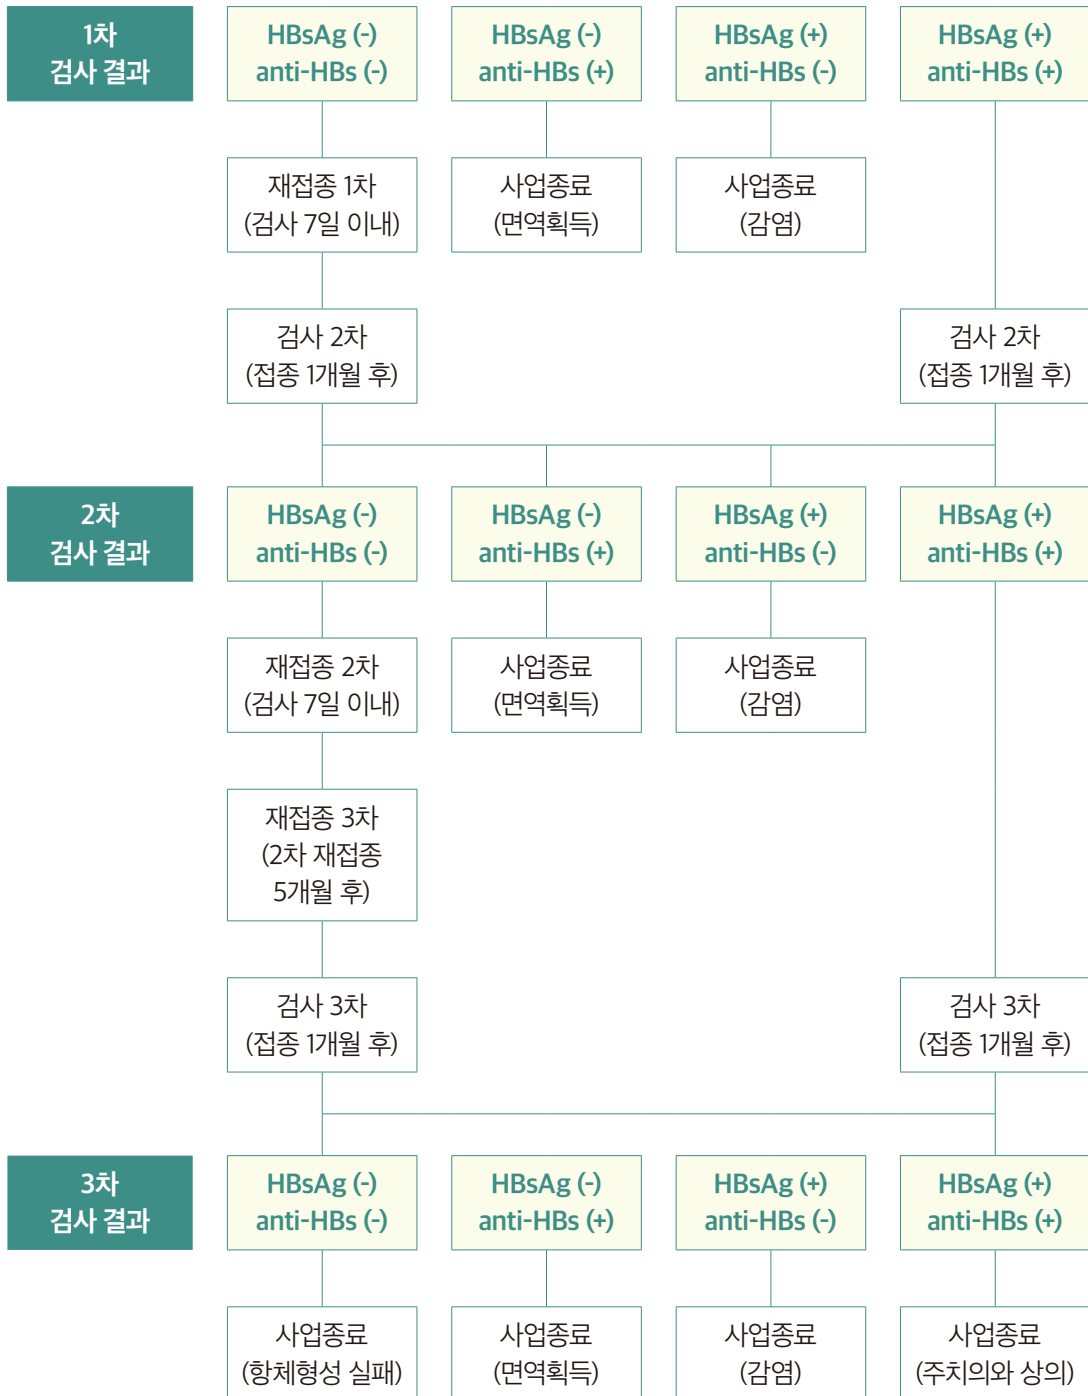 1차
검사 결과
HBsAg (-)
anti-HBs (-)
HBsAg (-)
anti-HBs (+)
HBsAg (+)
anti-HBs (-)
HBsAg (+)
anti-HBs (+)
재접종 1차
(검사 7일 이내)
사업종료
(면역획득)
사업종료
(감염)
검사 2차
(접종 1개월 후)
검사 2차
(접종 1개월 후)
2차
검사 결과
HBsAg (-)
anti-HBs (-)
HBsAg (-)
anti-HBs (+)
HBsAg (+)
anti-HBs (-)
HBsAg (+)
anti-HBs (+)
재접종 2차
(검사 7일 이내)
사업종료
(면역획득)
사업종료
(감염)
재접종 3차
(2차 재접종
5개월 후)
검사 3차
(접종 1개월 후)
검사 3차
(접종 1개월 후)
3차
검사 결과
HBsAg (-)
anti-HBs (-)
HBsAg (-)
anti-HBs (+)
HBsAg (+)
anti-HBs (-)
HBsAg (+)
anti-HBs (+)
사업종료
(항체형성 실패)
사업종료
(면역획득)
사업종료
(감염)
사업종료
(주치의와 상의)